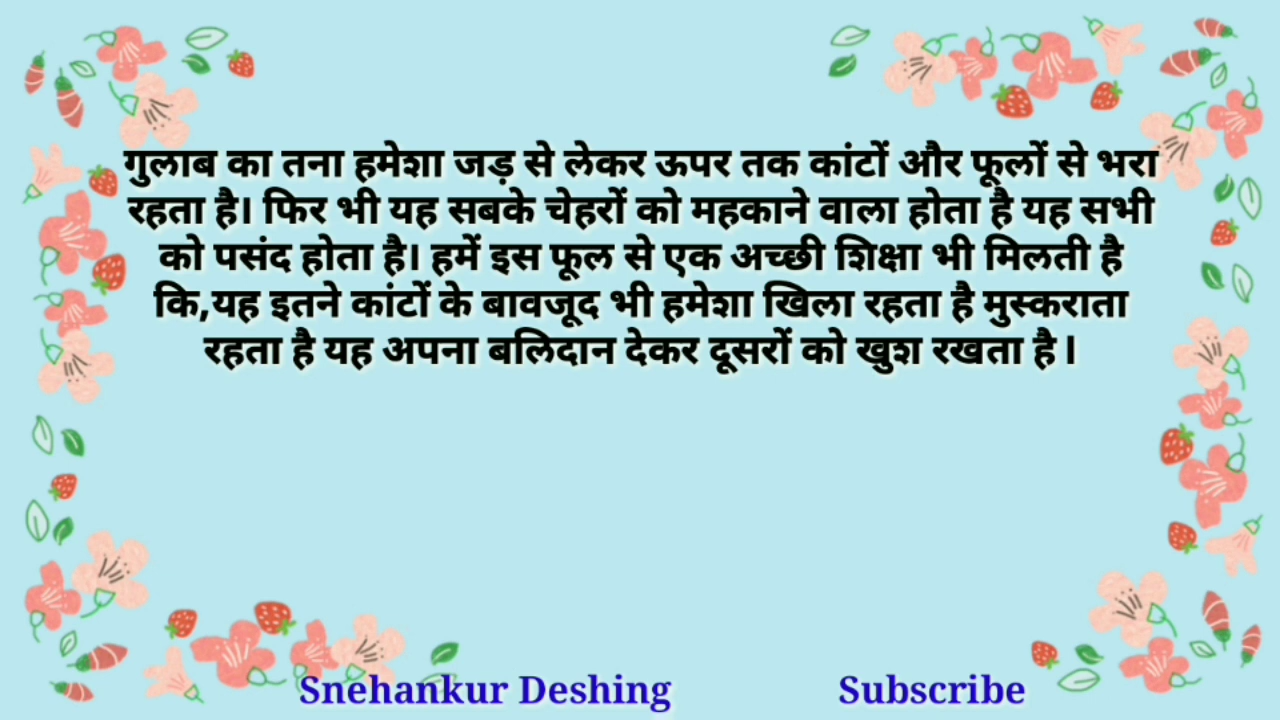 गुलाब का तना हमेशा जड़ से लेकर ऊपर तक कांटों और फूलों से भरा
रहता है। फिर भी यह सबके चेहरों को महकाने वाला होता है यह सभी
को पसंद होता है। हमें इस फूल से एक अच्छी शिक्षा भी मिलती है
कि,यह इतने कांटों के बावजूद भी हमेशा खिला रहता है मुस्कराता
रहता है यह अपना बलिदान देकर दूसरों को खुश रखता है l
Snehankur Deshing Subscribe